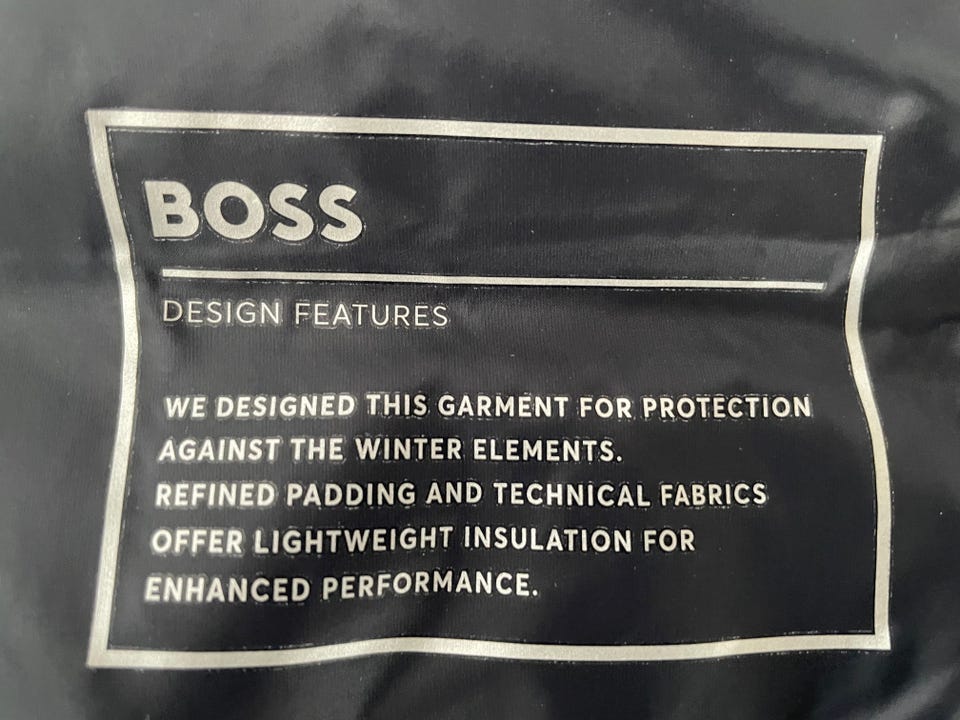 BOSS
DESIGN FEATURES
WE DESIGNED THIS GARMENT FOR PROTECTION
AGAINST THE WINTER ELEMENTS.
REFINED PADDING AND TECHNICAL FABRICS
OFFER LIGHTWEIGHT INSULATION FOR
ENHANCED PERFORMANCE.